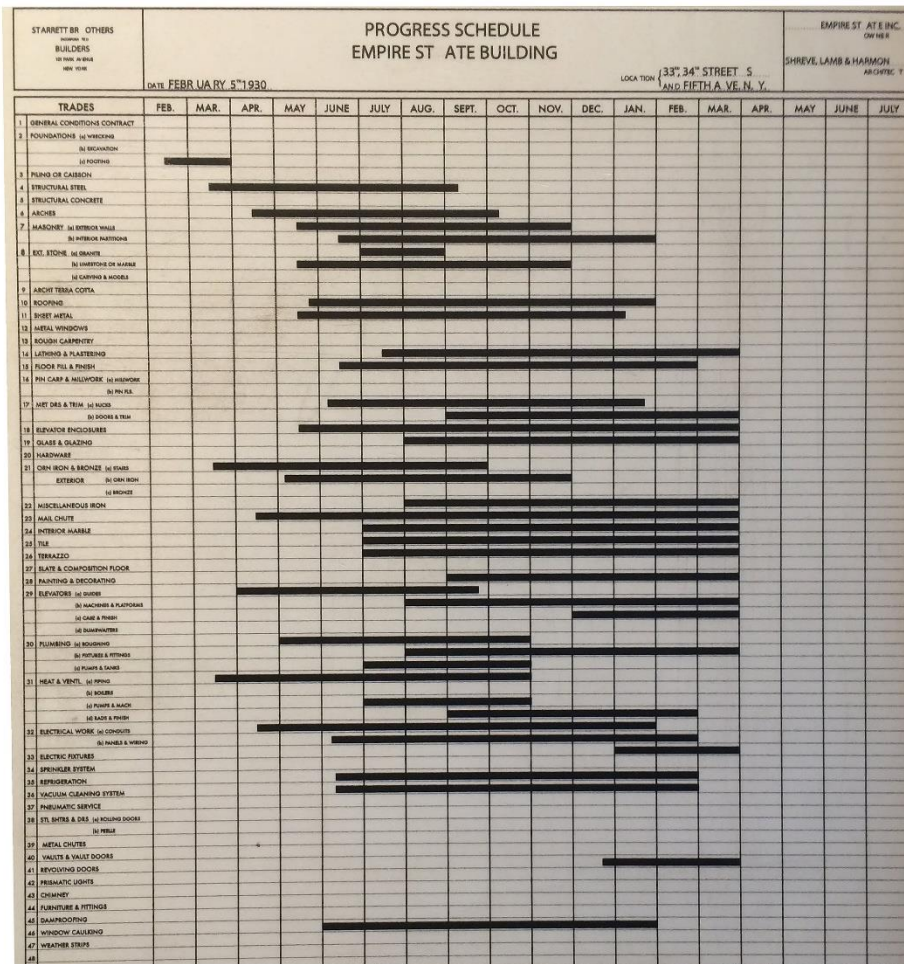 STARRETT BR OTHERS
BUILDERS
NEW YORK
DATE FEBR UARY 5TH 1930
PROGRESS SCHEDULE
EMPIRE ST ATE BUILDING
LOCA TION { 33RD, 34TH STREET S
AND FIFTH A VE, N. Y.
EMPIRE ST AT E INC.
OWNER
SHREVE, LAMB & HARMON
ARCHITEC T
TRADES FEB. MAR. APR. MAY JUNE JULY AUG. SEPT. OCT. NOV. DEC. JAN. FEB. MAR. APR. MAY JUNE JULY
1 GENERAL CONDITIONS CONTRACT
2 FOUNDATIONS (a) WRECKING
(b) EXCAVATION
(c) FOOTING
3 PILING OR CAISSON
4 STRUCTURAL STEEL
5 STRUCTURAL CONCRETE
6 ARCHES
7 MASONRY (a) EXTERIOR WALLS
(b) INTERIOR PARTITIONS
8 EXT. STONE (a) GRANITE
(b) LIMESTONE OR MARBLE
(c) CARVING & MODELS
9 ARCHT TERRA COTTA
10 ROOFING
11 SHEET METAL
12 METAL WINDOWS
13 ROUGH CARPENTRY
14 LATHING & PLASTERING
15 FLOOR FILL & FINISH
16 FIN CARP & MILLWORK (a) MILLWORK
(b) FIN FLS.
17 MET DRS & TRIM (a) BUCKS
(b) DOORS & TRIM
18 ELEVATOR ENCLOSURES
19 GLASS & GLAZING
20 HARDWARE
21 ORN IRON & BRONZE (a) STAIRS
EXTERIOR (b) ORN IRON
(c) BRONZE
22 MISCELLANEOUS IRON
23 MAIL CHUTE
24 INTERIOR MARBLE
25 TILE
26 TERRAZZO
27 SLATE & COMPOSITION FLOOR
28 PAINTING & DECORATING
29 ELEVATORS (a) GUIDES
(b) MACHINES & PLATFORMS
(c) CABZ & FINISH
(d) DUMBWAITERS
30 PLUMBING (a) ROUGHING
(b) FIXTURES & FITTINGS
(c) PUMPS & TANKS
31 HEAT & VENTL. (a) PIPING
(b) BOILERS
(c) PUMPS & MACH
(d) RADS & FINISH
32 ELECTRICAL WORK (a) CONDUITS
(b) PANELS & WIRING
33 ELECTRIC FIXTURES
34 SPRINKLER SYSTEM
35 REFRIGERATION
36 VACUUM CLEANING SYSTEM
37 PNEUMATIC SERVICE
38 STL SHTRS & DRS (a) ROLLING DOORS
(b) PEELLE
39 METAL CHUTES
40 VAULTS & VAULT DOORS
41 REVOLVING DOORS
42 PRISMATIC LIGHTS
43 CHIMNEY
44 FURNITURE & FITTINGS
45 DAMPROOFING
46 WINDOW CAULKING
47 WEATHER STRIPS
48